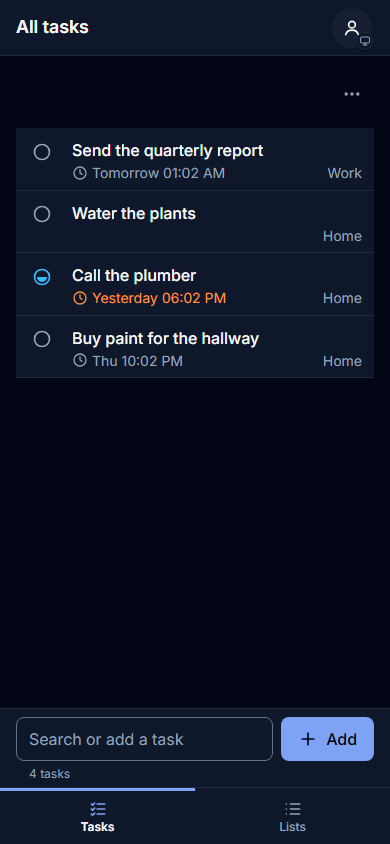 All tasks
Send the quarterly report
Tomorrow 01:02 AM
Work
Water the plants
Home
Call the plumber
Yesterday 06:02 PM
Home
Buy paint for the hallway
Thu 10:02 PM
Home
Search or add a task
Add
4 tasks
Tasks
Lists